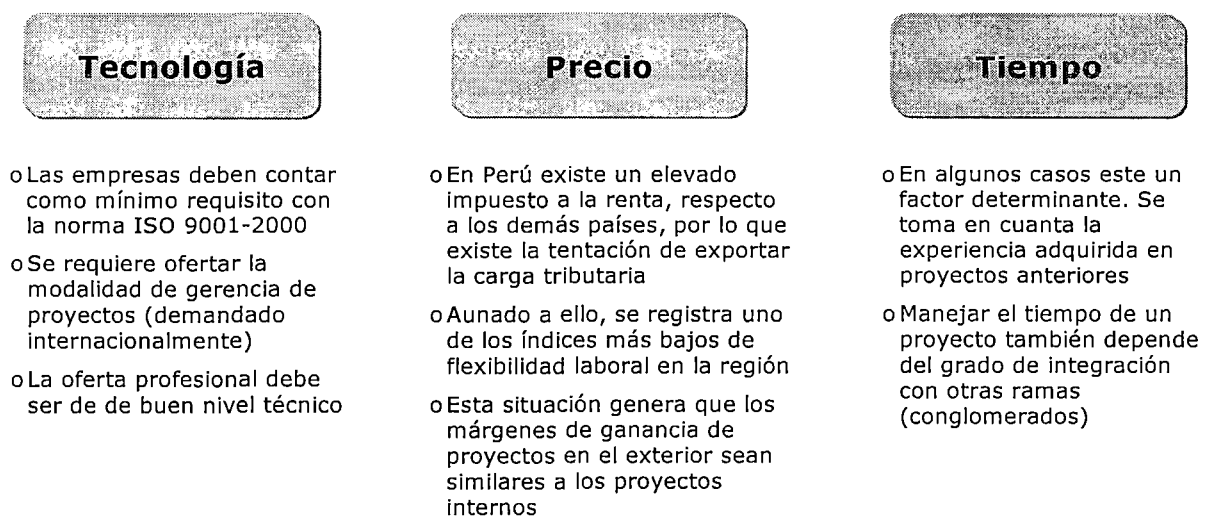 Tecnología
o Las empresas deben contar
como mínimo requisito con
la norma ISO 9001-2000
o Se requiere ofertar la
modalidad de gerencia de
proyectos (demandado
internacionalmente)
o La oferta profesional debe
ser de de buen nivel técnico
Precio
o En Perú existe un elevado
impuesto a la renta, respecto
a los demás países, por lo que
existe la tentación de exportar
la carga tributaria
o Aunado a ello, se registra uno
de los índices más bajos de
flexibilidad laboral en la región
o Esta situación genera que los
márgenes de ganancia de
proyectos en el exterior sean
similares a los proyectos
internos
Tiempo
o En algunos casos este un
factor determinante. Se
toma en cuanta la
experiencia adquirida en
proyectos anteriores
o Manejar el tiempo de un
proyecto también depende
del grado de integración
con otras ramas
(conglomerados)